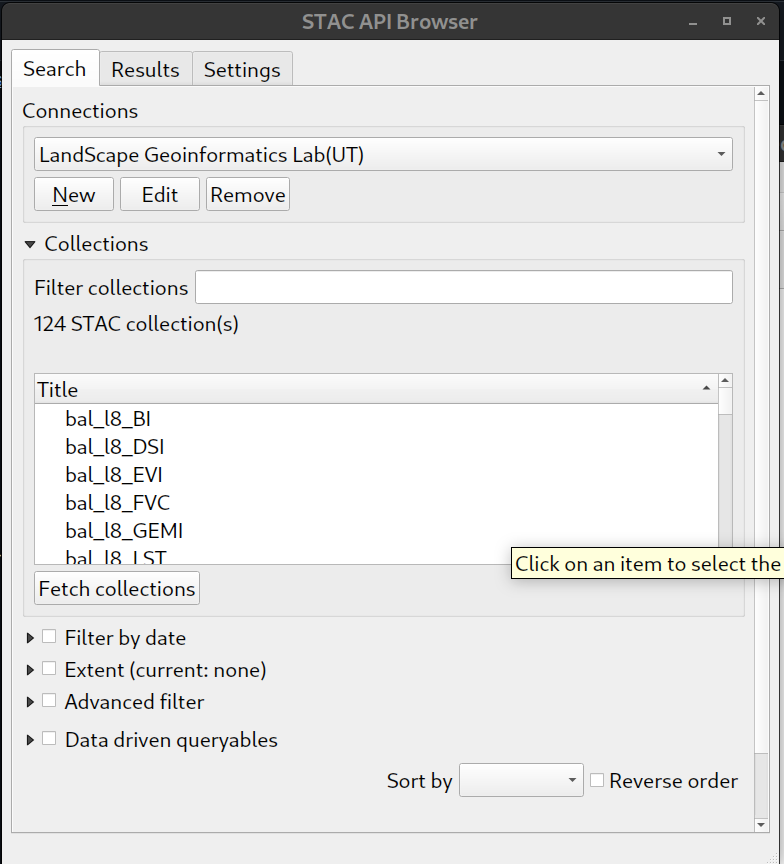 STAC API Browser
Search Results Settings
Connections
LandScape Geoinformatics Lab(UT)
New Edit Remove
Collections
Filter collections
124 STAC collection(s)
Title
bal_l8_BI
bal_l8_DSI
bal_l8_EVI
bal_l8_FVC
bal_l8_GEMI
bal_l8_LST
Click on an item to select the
Fetch collections
Filter by date
Extent (current: none)
Advanced filter
Data driven queryables
Sort by Reverse order